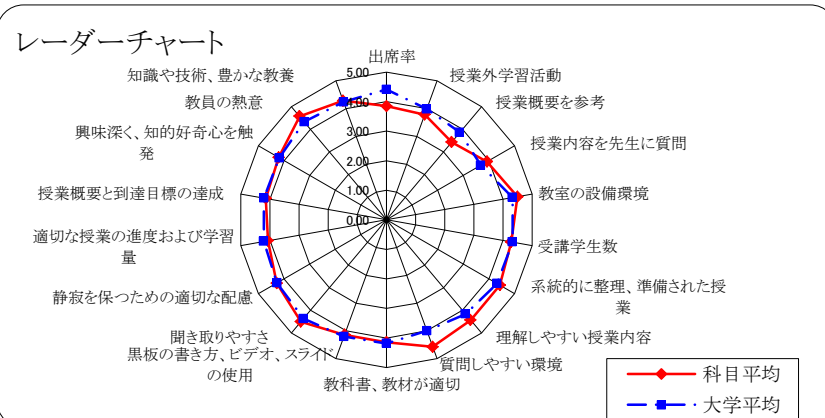 レーダーチャート
出席率
授業外学習活動
授業概要を参考
授業内容を先生に質問
教室の設備環境
受講学生数
系統的に整理、準備された授
業
理解しやすい授業内容
質問しやすい環境
教科書、教材が適切
黒板の書き方、ビデオ、スライド
の使用
聞き取りやすさ
静寂を保つための適切な配慮
適切な授業の進度および学習
量
授業概要と到達目標の達成
興味深く、知的好奇心を触
発
教員の熱意
知識や技術、豊かな教養
5.00
4.00
3.00
2.00
1.00
0.00
科目平均
大学平均